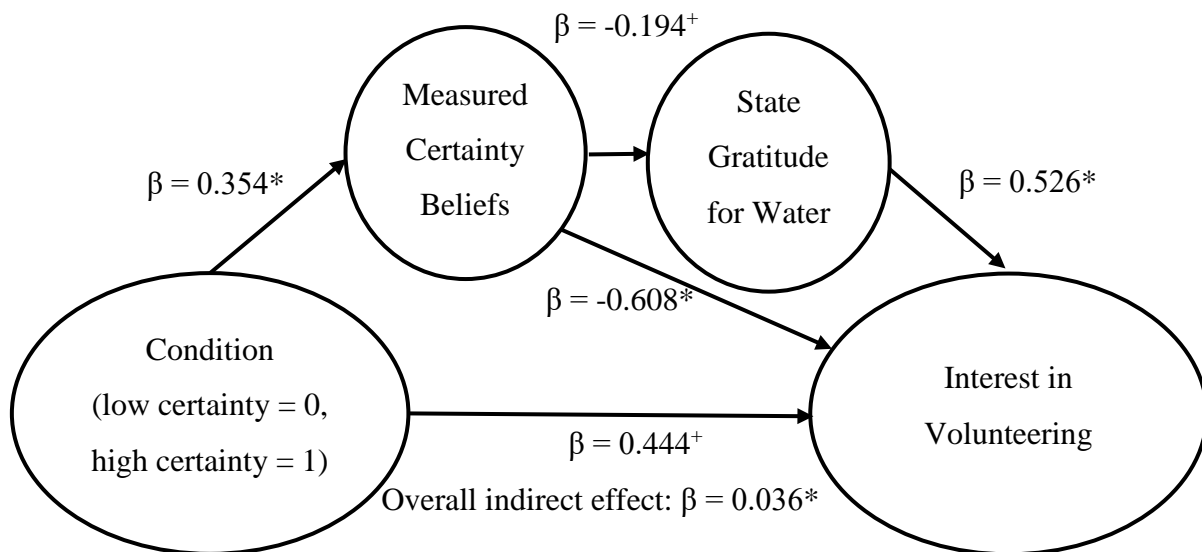 β = -0.194+
Measured
Certainty
Beliefs
State
Gratitude
for Water
β = 0.354*
β = 0.526*
β = -0.608*
Condition
(low certainty = 0,
high certainty = 1)
Interest in
Volunteering
β = 0.444+
Overall indirect effect: β = 0.036*